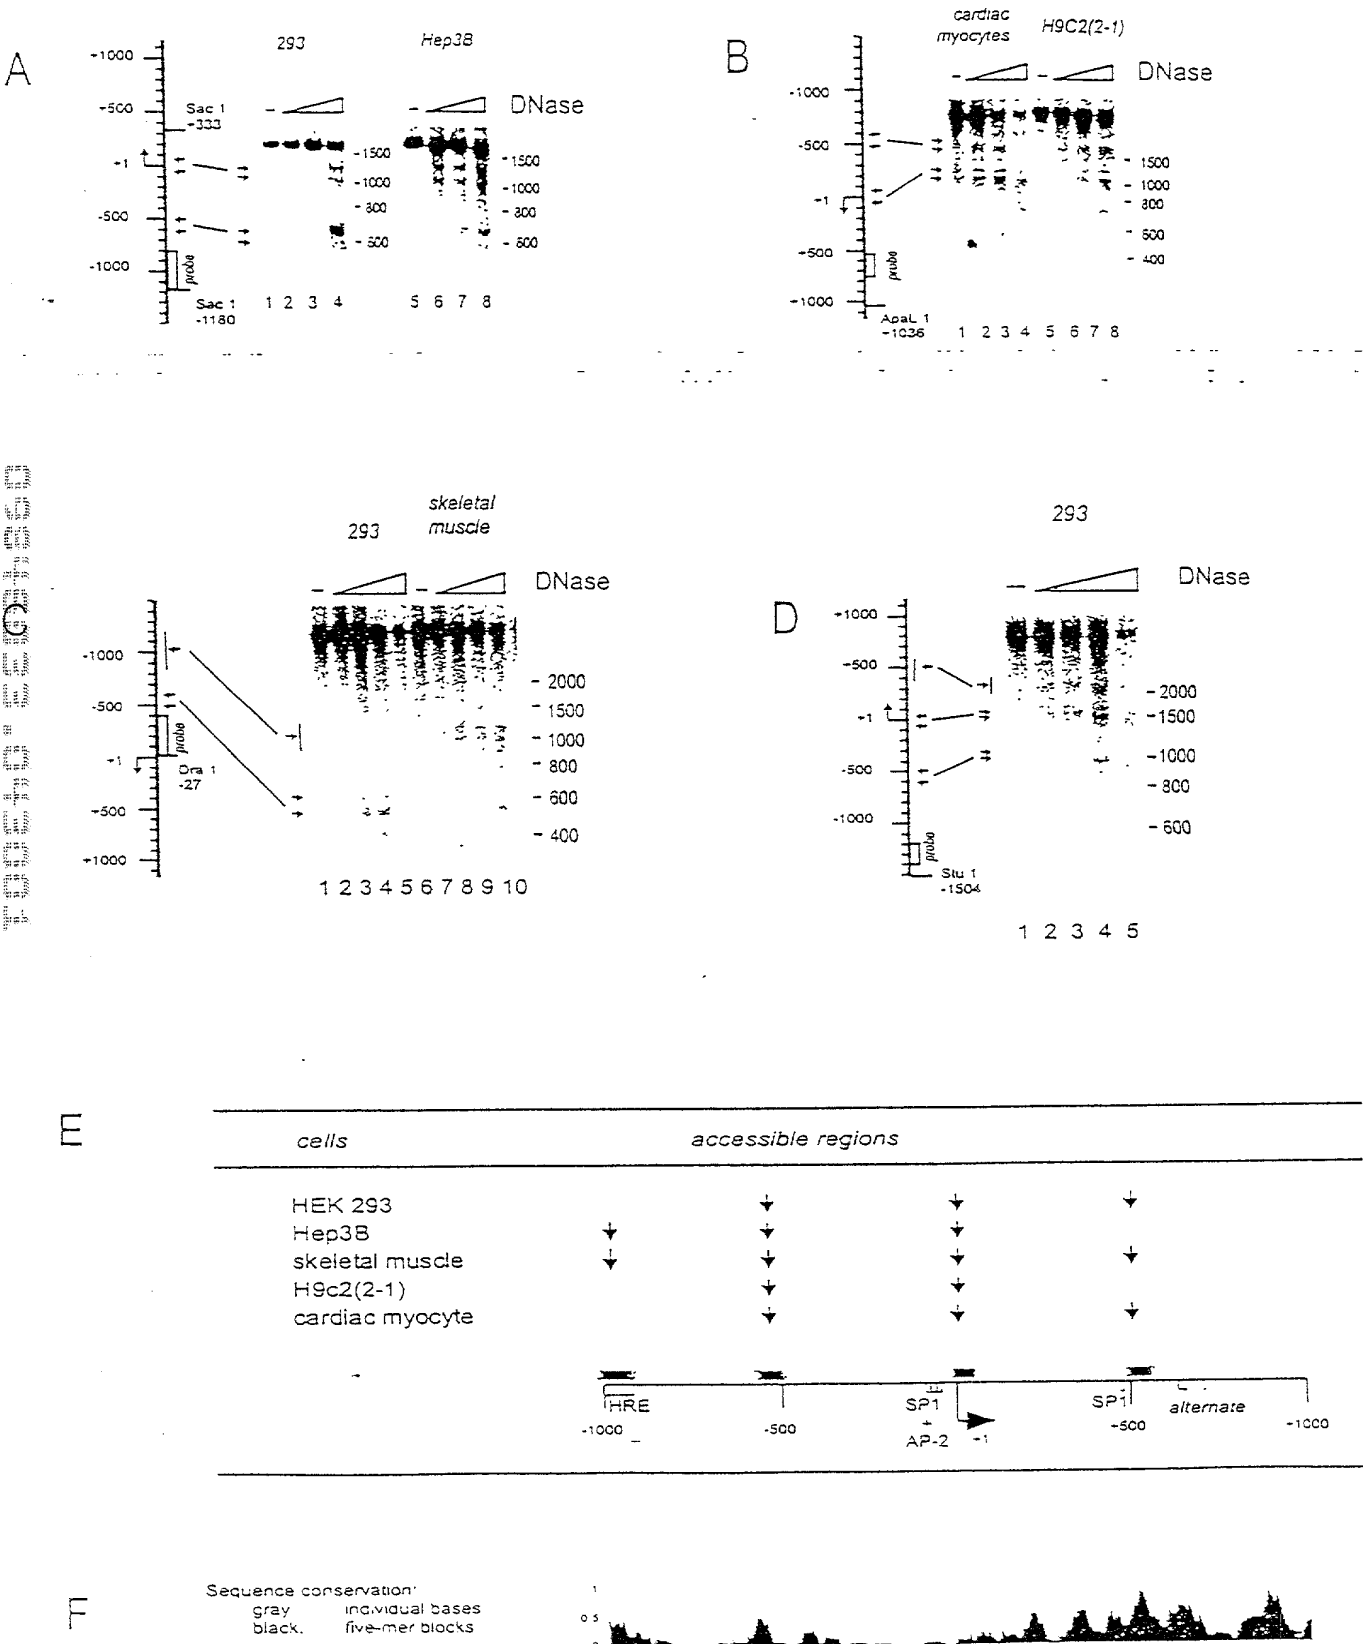 A
293
Hep3B
Sac 1
-333
DNase
+1000
+500
+1
-500
-1000
probe
Sac 1
-1180
-1500
-1000
- 800
- 600
-1500
-1000
- 800
- 600
1 2 3 4 5 6 7 8
B
cardiac
myocytes
H9C2(2-1)
DNase
-1000
-500
+1
+500
+1000
probe
ApaL 1
+1036
1500
1000
800
600
400
1 2 3 4 5 6 7 8
C
293
skeletal
muscle
DNase
-1000
-500
+1
+500
+1000
probe
Dra 1
-27
- 2000
- 1500
- 1000
- 800
- 600
- 400
1 2 3 4 5 6 7 8 9 10
D
293
DNase
+1000
+500
+1
-500
-1000
probe
Stu 1
-1504
- 2000
- 1500
- 1000
- 800
- 600
1 2 3 4 5
E
cells accessible regions
HEK 293
Hep3B
skeletal muscle
H9c2(2-1)
cardiac myocyte
HRE SP1 SP1 alternate
+
AP-2
-1000 -500 +1 +500 +1000
F
Sequence conservation:
gray individual bases
black. five-mer blocks
1
0.5
0